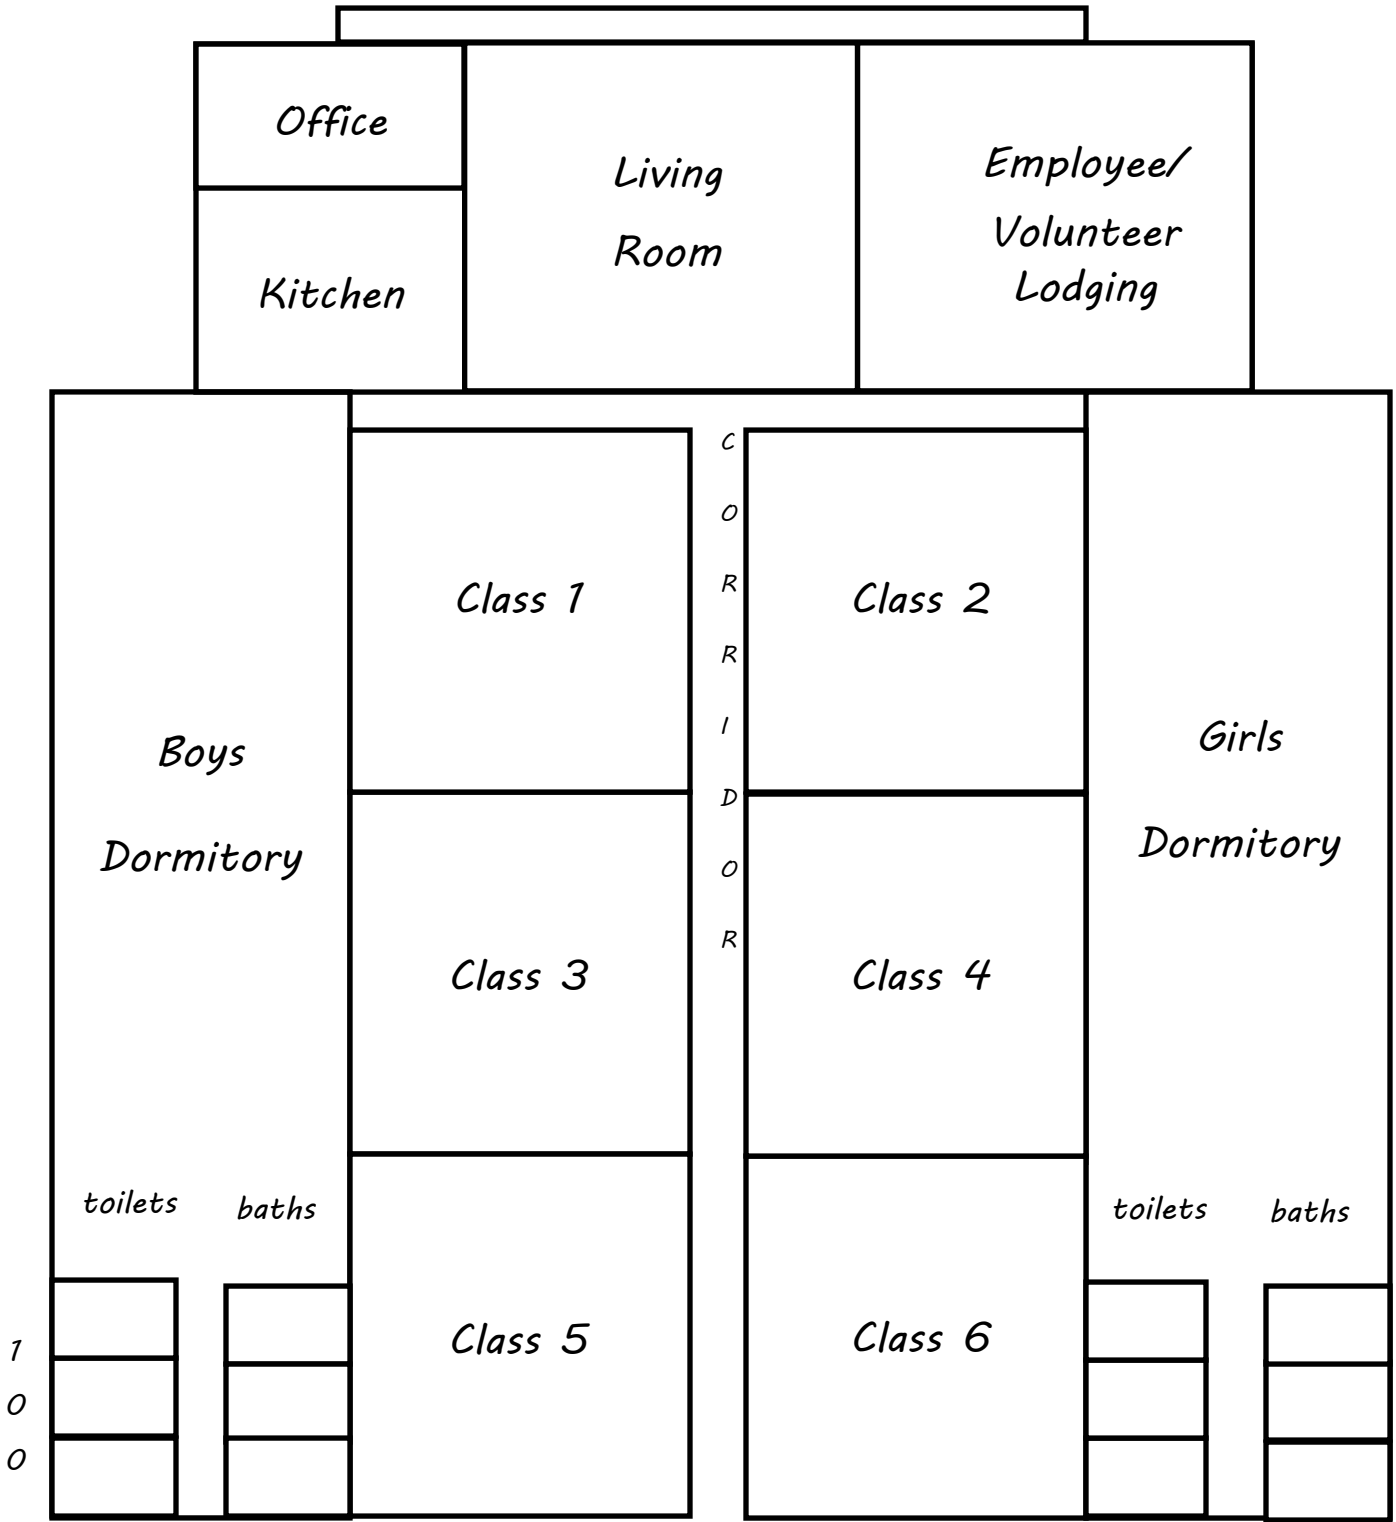 Office
Living
Room
Employee/
Volunteer
Lodging
Kitchen
C
O
R
R
I
D
O
R
Class 1
Class 2
Boys
Dormitory
Girls
Dormitory
Class 3
Class 4
toilets
baths
toilets
baths
Class 5
Class 6
1
0
0